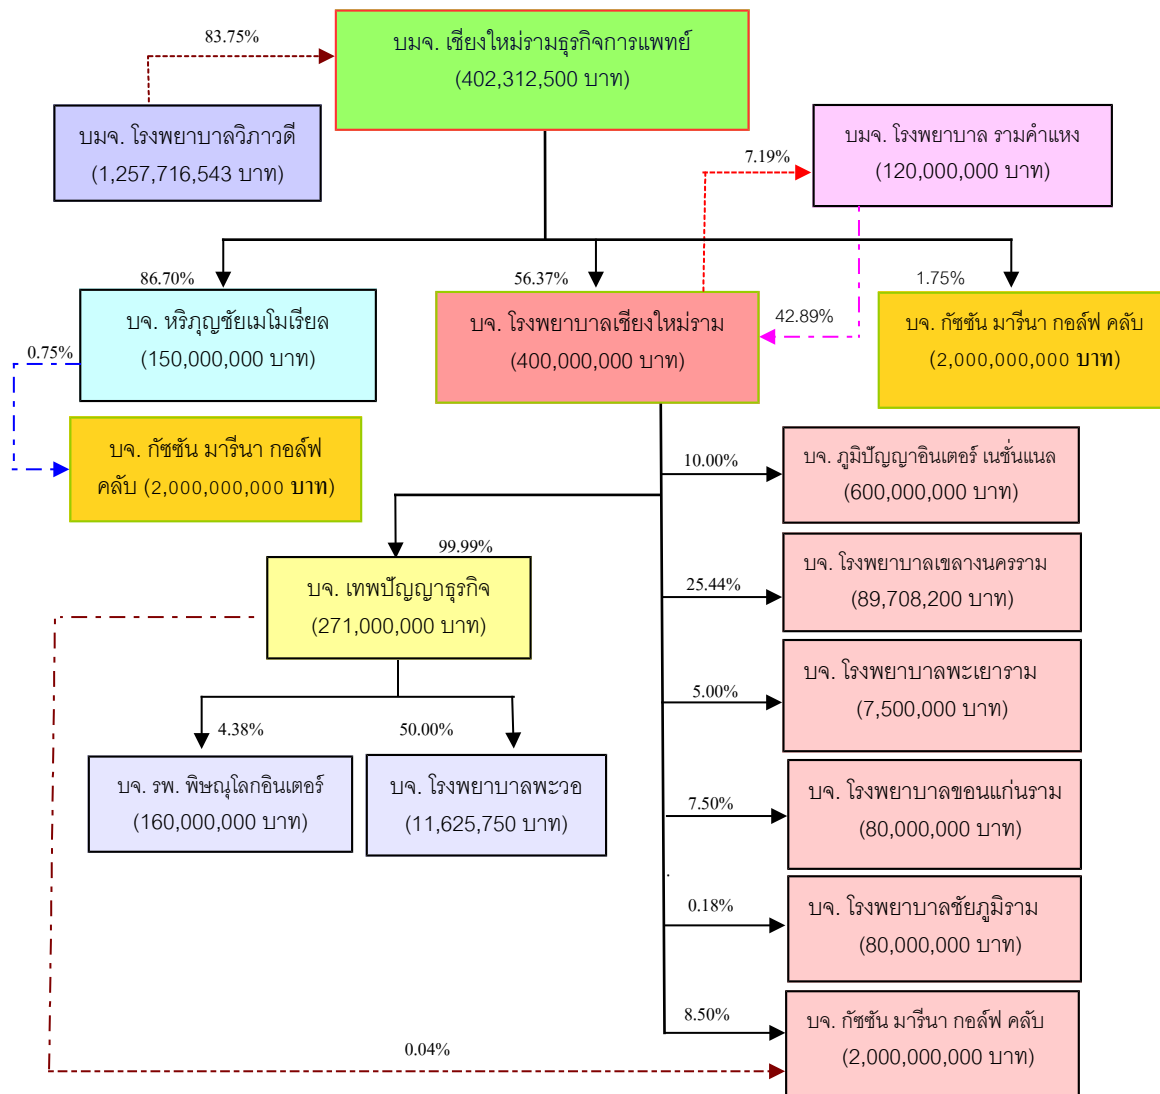 83.75%
บมจ. เชียงใหม่รามธุรกิจการแพทย์
(402,312,500 บาท)
บมจ. โรงพยาบาลวิภาวดี
(1,257,716,543 บาท)
7.19%
บมจ. โรงพยาบาล รามคำแหง
(120,000,000 บาท)
86.70%
56.37%
1.75%
บจ. หริภุญชัยเมโมเรียล
(150,000,000 บาท)
บจ. โรงพยาบาลเชียงใหม่ราม
(400,000,000 บาท)
42.89%
บจ. กัซซัน มารีนา กอล์ฟ คลับ
(2,000,000,000 บาท)
0.75%
บจ. กัซซัน มารีนา กอล์ฟ
คลับ (2,000,000,000 บาท)
10.00%
บจ. ภูมิปัญญาอินเตอร์ เนชั่นแนล
(600,000,000 บาท)
99.99%
บจ. เทพปัญญาธุรกิจ
(271,000,000 บาท)
25.44%
บจ. โรงพยาบาลเขลางนครราม
(89,708,200 บาท)
5.00%
บจ. โรงพยาบาลพะเยาราม
(7,500,000 บาท)
4.38%
50.00%
บจ. รพ. พิษณุโลกอินเตอร์
(160,000,000 บาท)
บจ. โรงพยาบาลพะวอ
(11,625,750 บาท)
7.50%
บจ. โรงพยาบาลขอนแก่นราม
(80,000,000 บาท)
0.18%
บจ. โรงพยาบาลชัยภูมิราม
(80,000,000 บาท)
8.50%
บจ. กัซซัน มารีนา กอล์ฟ คลับ
(2,000,000,000 บาท)
0.04%